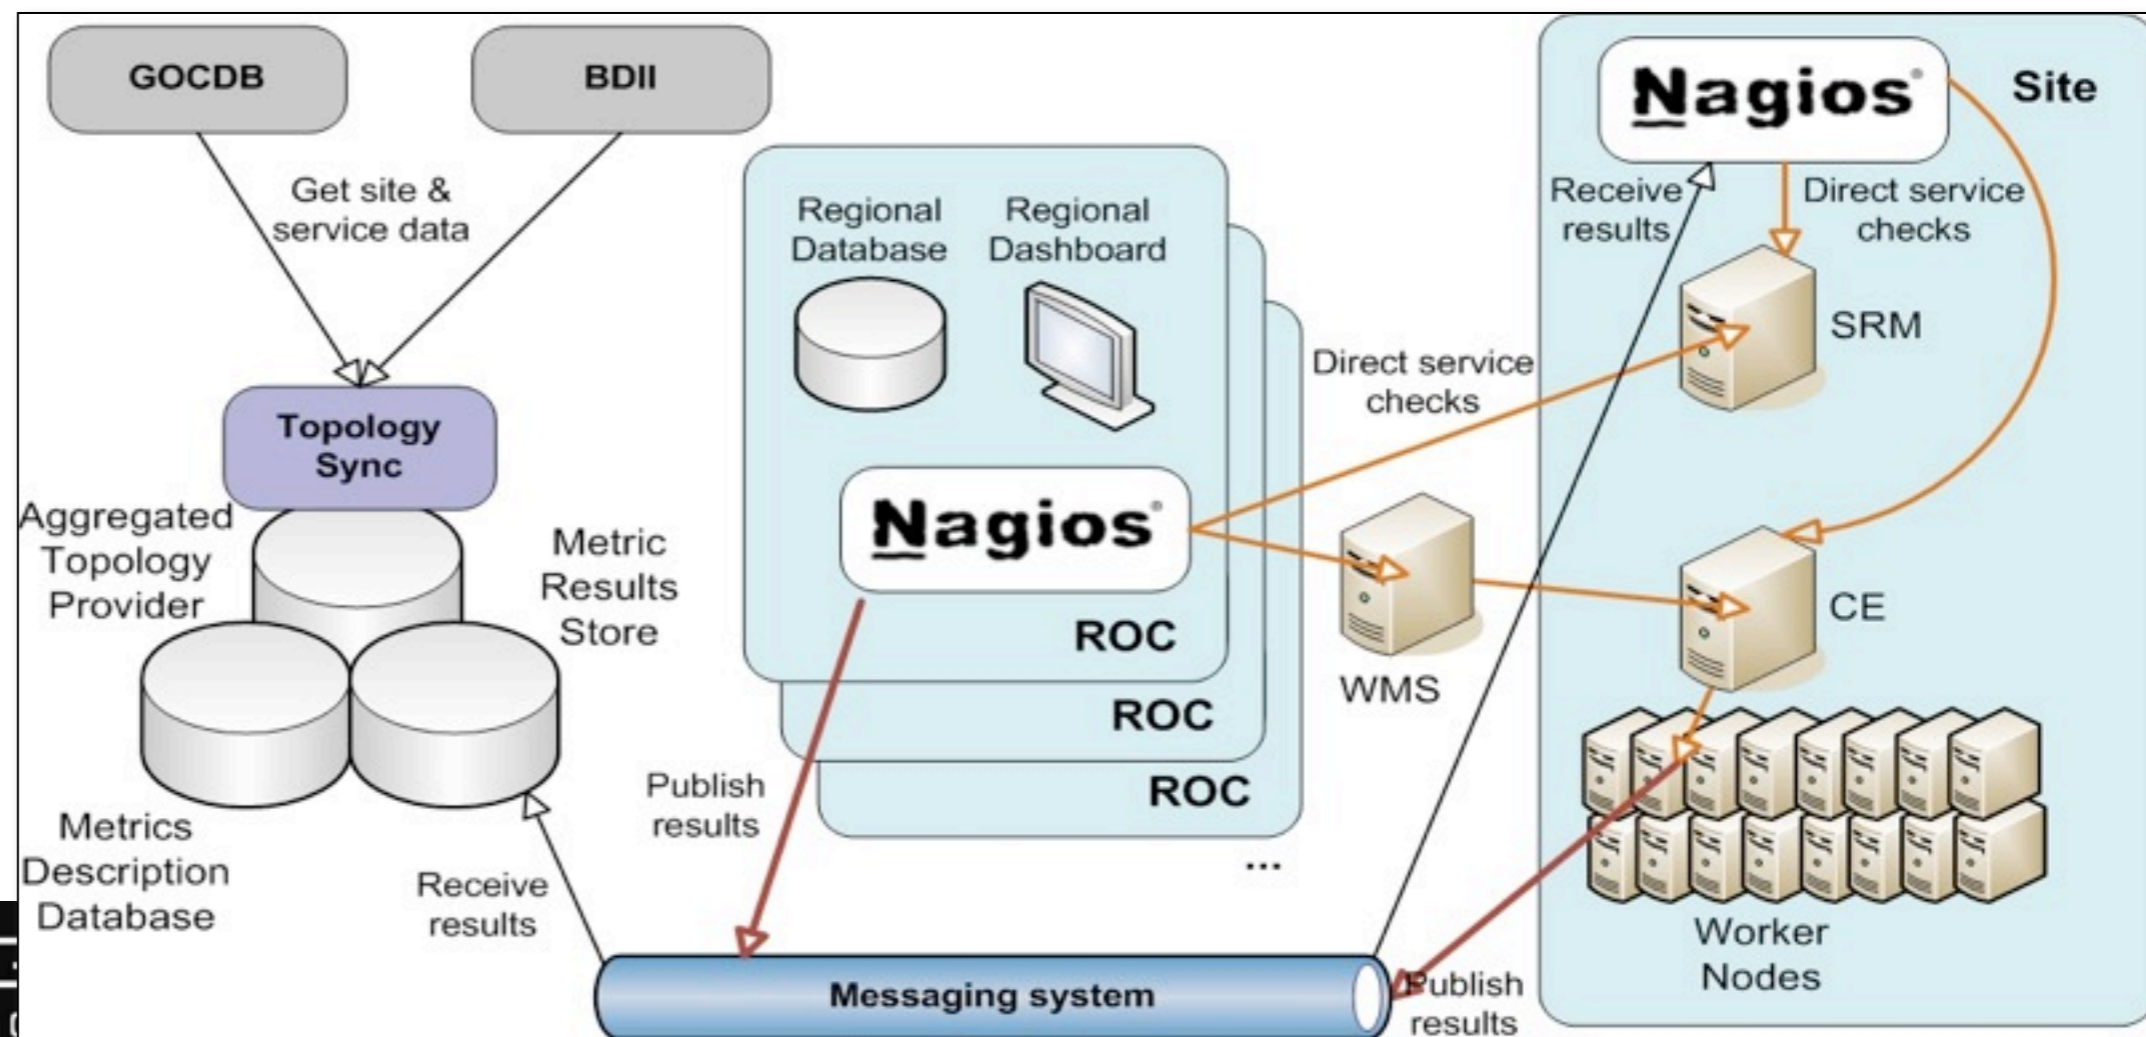 GOCDB
BDII
Get site &
service data
Topology
Sync
Aggregated
Topology
Provider
Metric
Results
Store
Metrics
Description
Database
Receive
results
Regional
Database
Regional
Dashboard
Nagios®
ROC
ROC
ROC
...
Publish
results
Messaging system
Direct service
checks
WMS
Nagios®
Site
Receive
results
Direct service
checks
SRM
CE
Worker
Nodes
Publish
results